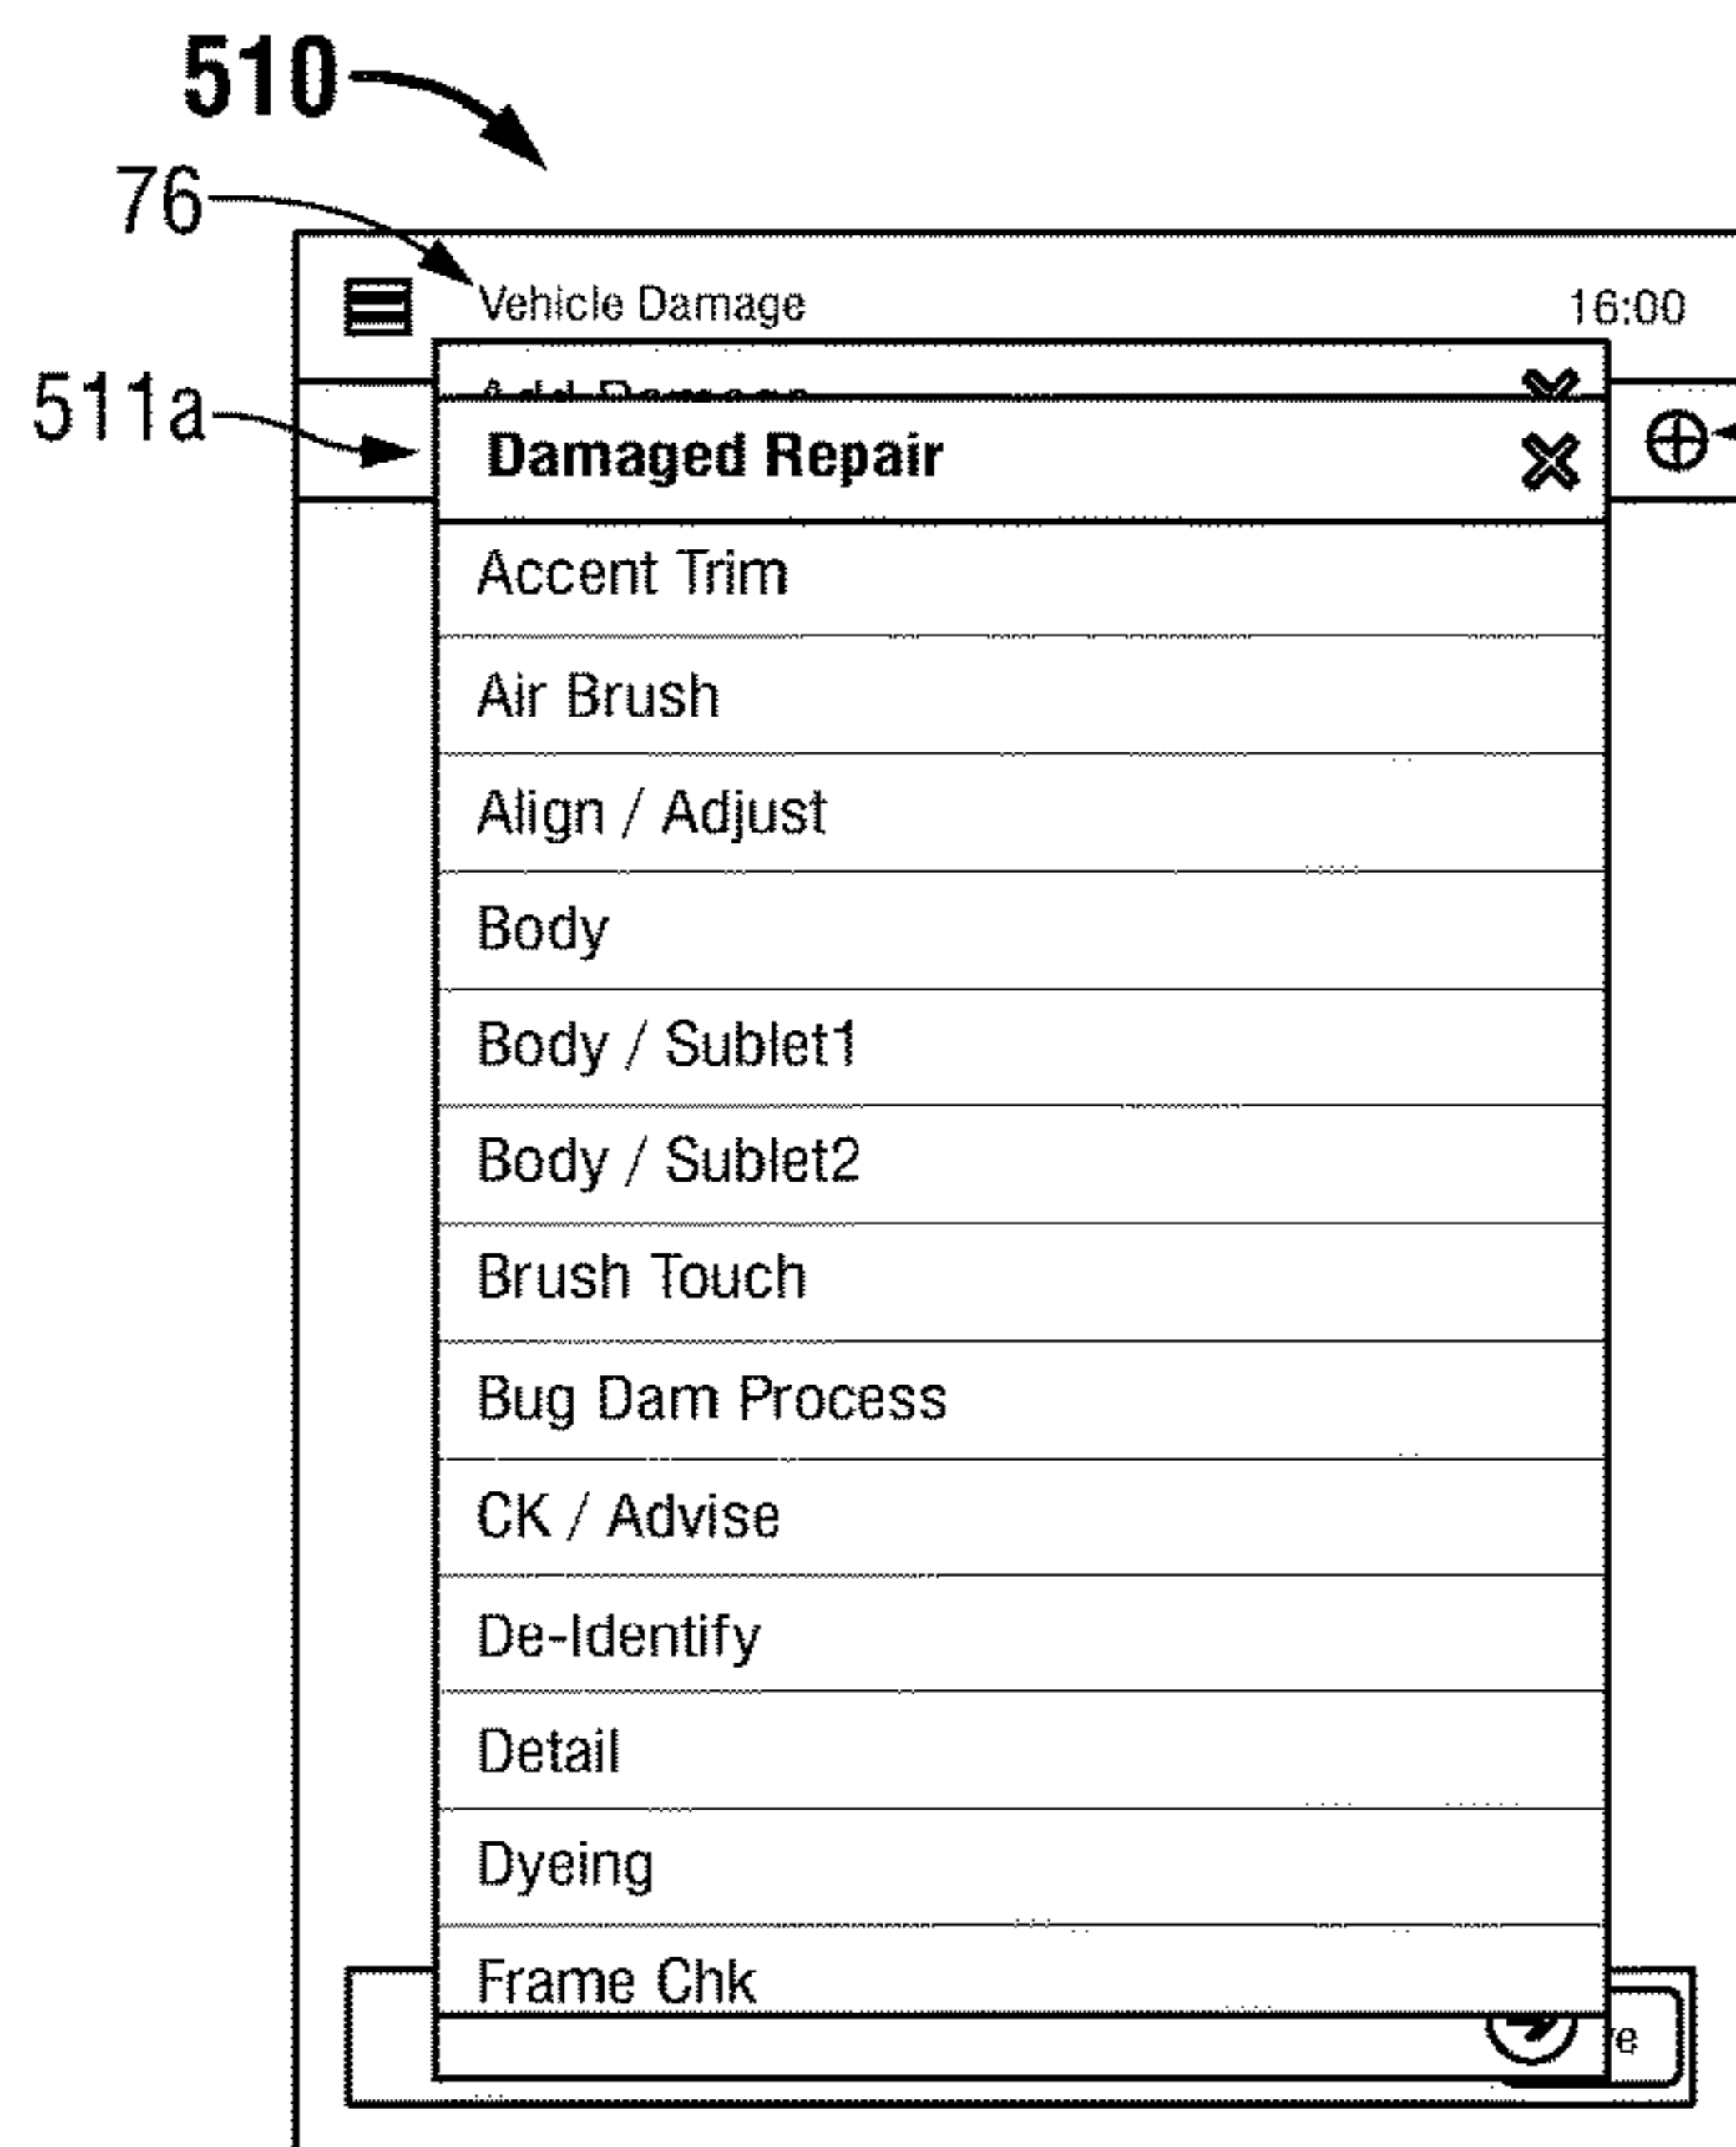 510
76
Vehicle Damage 16:00
511a
Damaged Repair
Accent Trim
Air Brush
Align / Adjust
Body
Body / Sublet1
Body / Sublet2
Brush Touch
Bug Dam Process
CK / Advise
De-Identify
Detail
Dyeing
Frame Chk